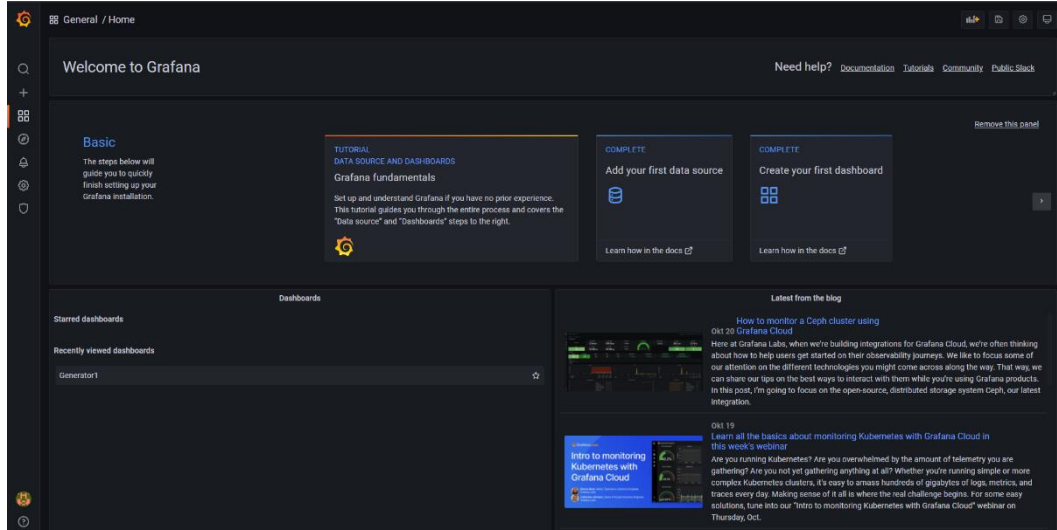 General / Home
Welcome to Grafana
Need help? Documentation Tutorials Community Public Slack
Remove this panel
Basic
The steps below will
guide you to quickly
finish setting up your
Grafana installation.
TUTORIAL
DATA SOURCE AND DASHBOARDS
Grafana fundamentals
Set up and understand Grafana if you have no prior experience.
This tutorial guides you through the entire process and covers the
"Data source" and "Dashboards" steps to the right.
COMPLETE
Add your first data source
Learn how in the docs
COMPLETE
Create your first dashboard
Learn how in the docs
Dashboards
Starred dashboards
Recently viewed dashboards
Generator1
Latest from the blog
How to monitor a Ceph cluster using
Okt 20 Grafana Cloud
Here at Grafana Labs, when we're building integrations for Grafana Cloud, we're often thinking
about how to help users get started on their observability journeys. We like to focus some of
our attention on the different technologies you might come across along the way. That way, we
can share our tips on the best ways to interact with them while you're using Grafana products.
In this post, I'm going to focus on the open-source, distributed storage system Ceph, our latest
integration.
Okt 19
Learn all the basics about monitoring Kubernetes with Grafana Cloud in
this week's webinar
Are you running Kubernetes? Are you overwhelmed by the amount of telemetry you are
gathering? Are you not yet gathering anything at all? Whether you're running simple or more
complex Kubernetes clusters, it's easy to amass hundreds of gigabytes of logs, metrics, and
traces every day. Making sense of it all is where the real challenge begins. For some easy
solutions, tune into our "Intro to monitoring Kubernetes with Grafana Cloud" webinar on
Thursday, Oct.
Intro to monitoring
Kubernetes with
Grafana Cloud